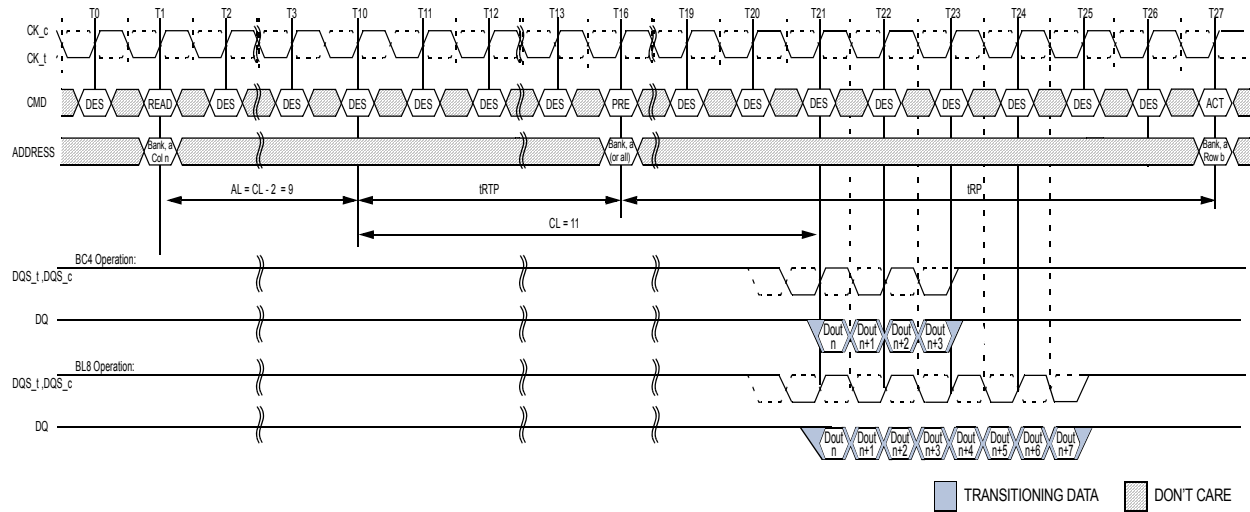 T0 T1 T2 T3 T10 T11 T12 T13 T16 T19 T20 T21 T22 T23 T24 T25 T26 T27
CK_c
CK_t
CMD DES READ DES DES DES DES DES DES PRE DES DES DES DES DES DES DES DES ACT
ADDRESS
Bank, a
Col n
Bank, a
(or all)
Bank, a
Row b
AL = CL - 2 = 9
tRTP
tRP
CL = 11
BC4 Operation:
DQS_t ,DQS_c
DQ
Dout
n
Dout
n+1
Dout
n+2
Dout
n+3
BL8 Operation:
DQS_t ,DQS_c
DQ
Dout
n
Dout
n+1
Dout
n+2
Dout
n+3
Dout
n+4
Dout
n+5
Dout
n+6
Dout
n+7
TRANSITIONING DATA
DON'T CARE